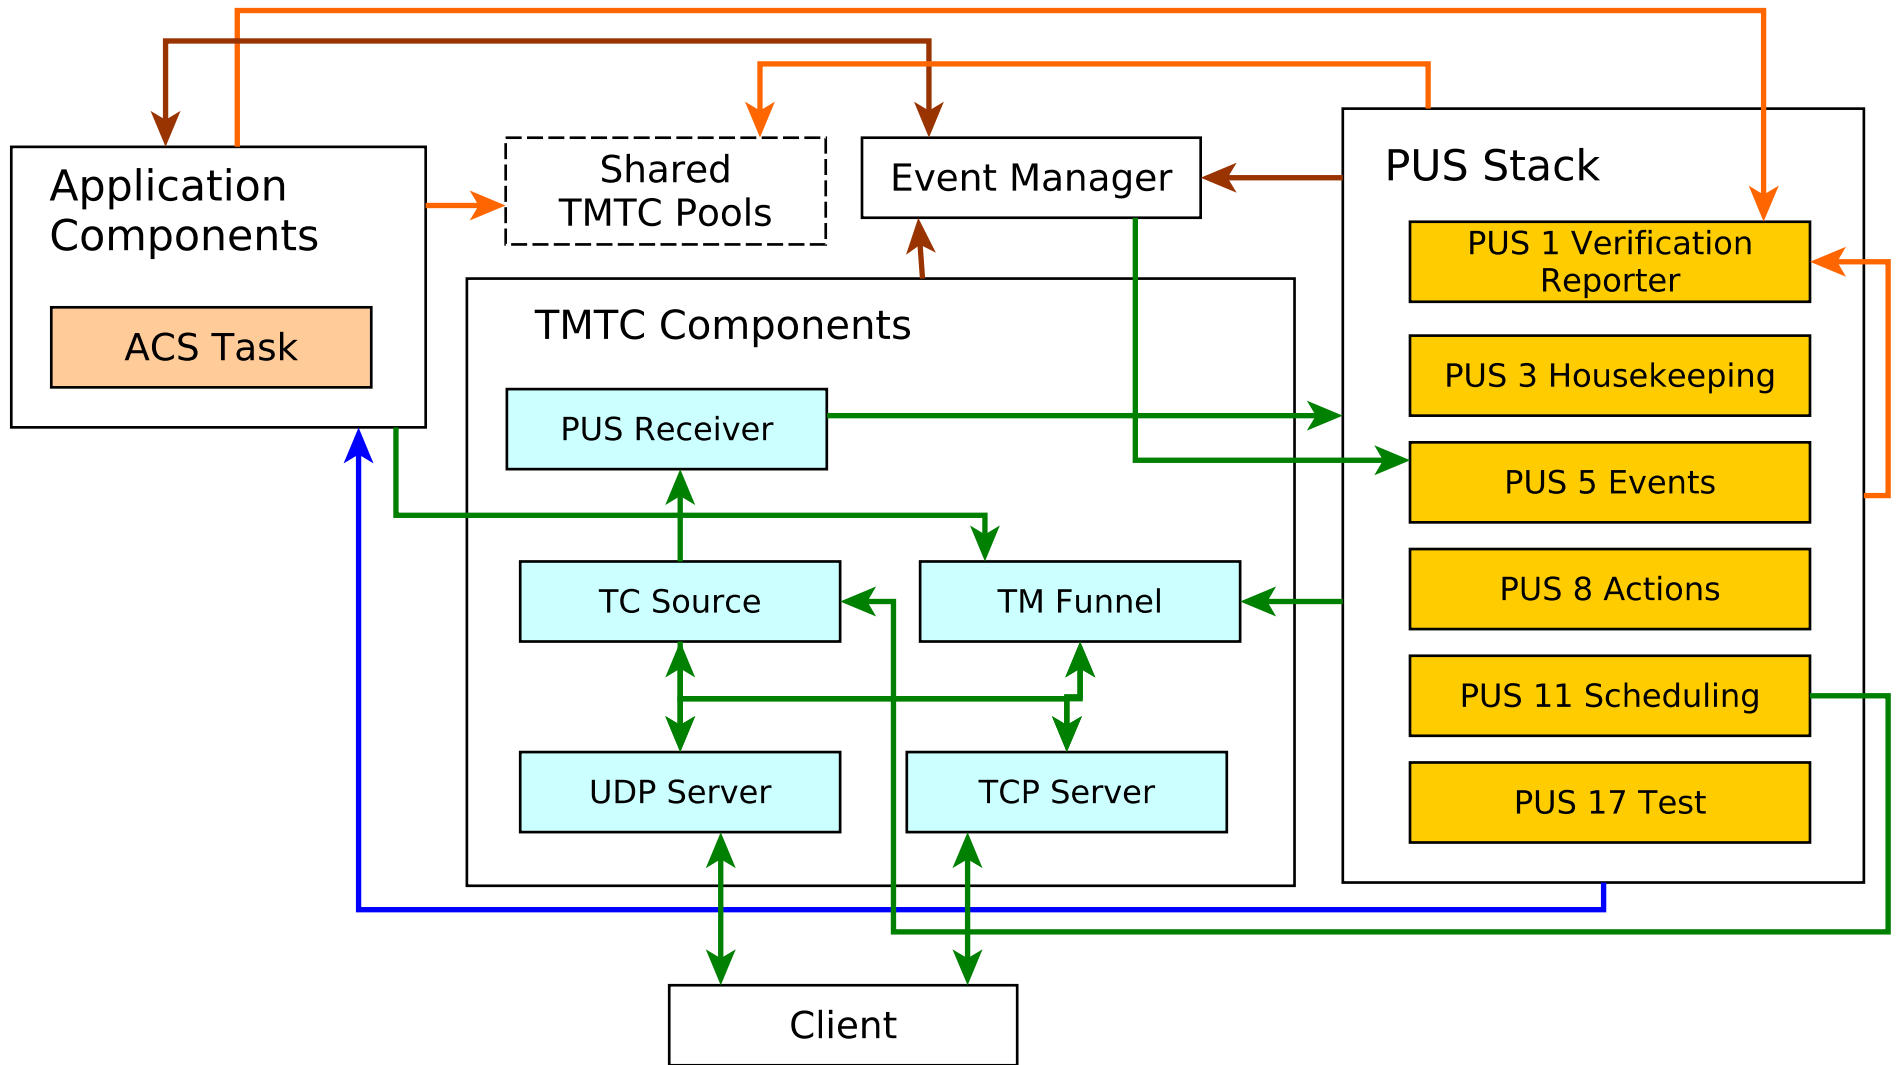 Application
Components
ACS Task
Shared
TMTC Pools
Event Manager
TMTC Components
PUS Receiver
TC Source
TM Funnel
UDP Server
TCP Server
PUS Stack
PUS 1 Verification
Reporter
PUS 3 Housekeeping
PUS 5 Events
PUS 8 Actions
PUS 11 Scheduling
PUS 17 Test
Client